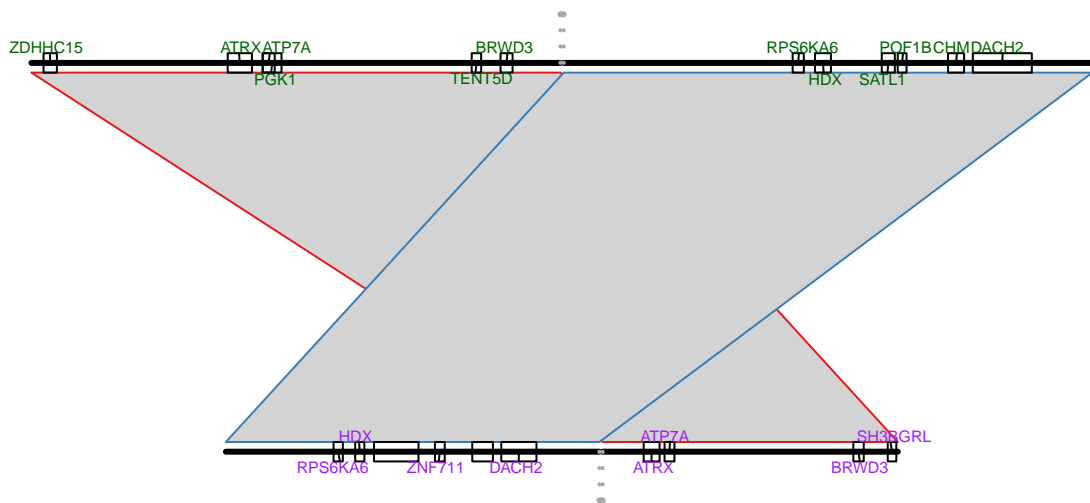 ZDHHC15 ATRX ATP7A BRWD3 RPS6KA6 POF1B CHM DACH2
PGK1 TENT5D HDX SATL1
HDX ATP7A SH3BGRL
RPS6KA6 ZNF711 DACH2 ATRX BRWD3